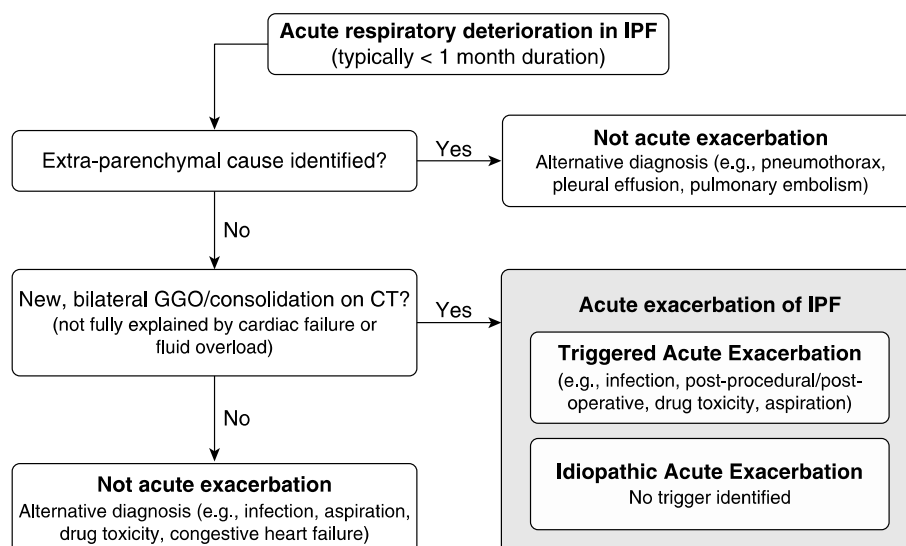 Acute respiratory deterioration in IPF
(typically < 1 month duration)
Extra-parenchymal cause identified?
Yes
Not acute exacerbation
Alternative diagnosis (e.g., pneumothorax,
pleural effusion, pulmonary embolism)
No
New, bilateral GGO/consolidation on CT?
(not fully explained by cardiac failure or
fluid overload)
Yes
Acute exacerbation of IPF
Triggered Acute Exacerbation
(e.g., infection, post-procedural/post-
operative, drug toxicity, aspiration)
Idiopathic Acute Exacerbation
No trigger identified
No
Not acute exacerbation
Alternative diagnosis (e.g., infection, aspiration,
drug toxicity, congestive heart failure)